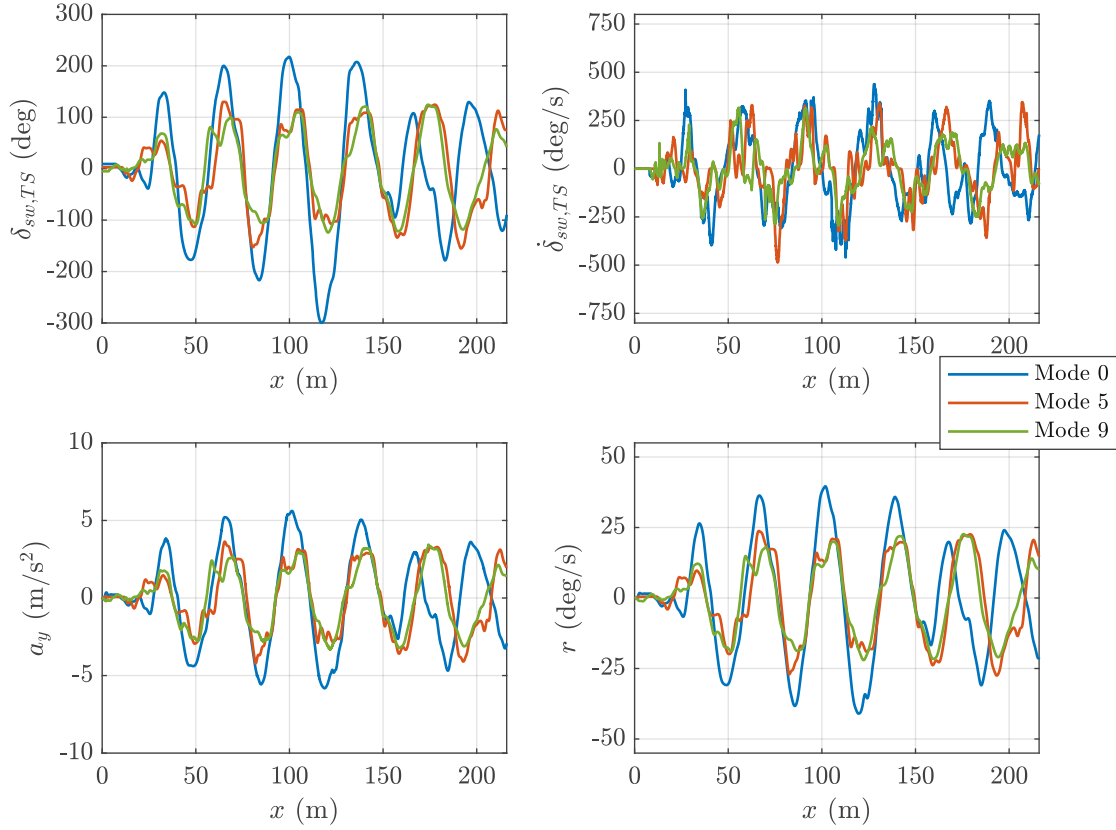 300
200
100
0
-100
-200
-300
δ_{sw,TS} (deg)
0 50 100 150 200
x (m)
750
500
250
0
-250
-500
-750
δ̇_{sw,TS} (deg/s)
0 50 100 150 200
x (m)
Mode 0
Mode 5
Mode 9
10
5
0
-5
-10
a_y (m/s²)
0 50 100 150 200
x (m)
50
25
0
-25
-50
r (deg/s)
0 50 100 150 200
x (m)